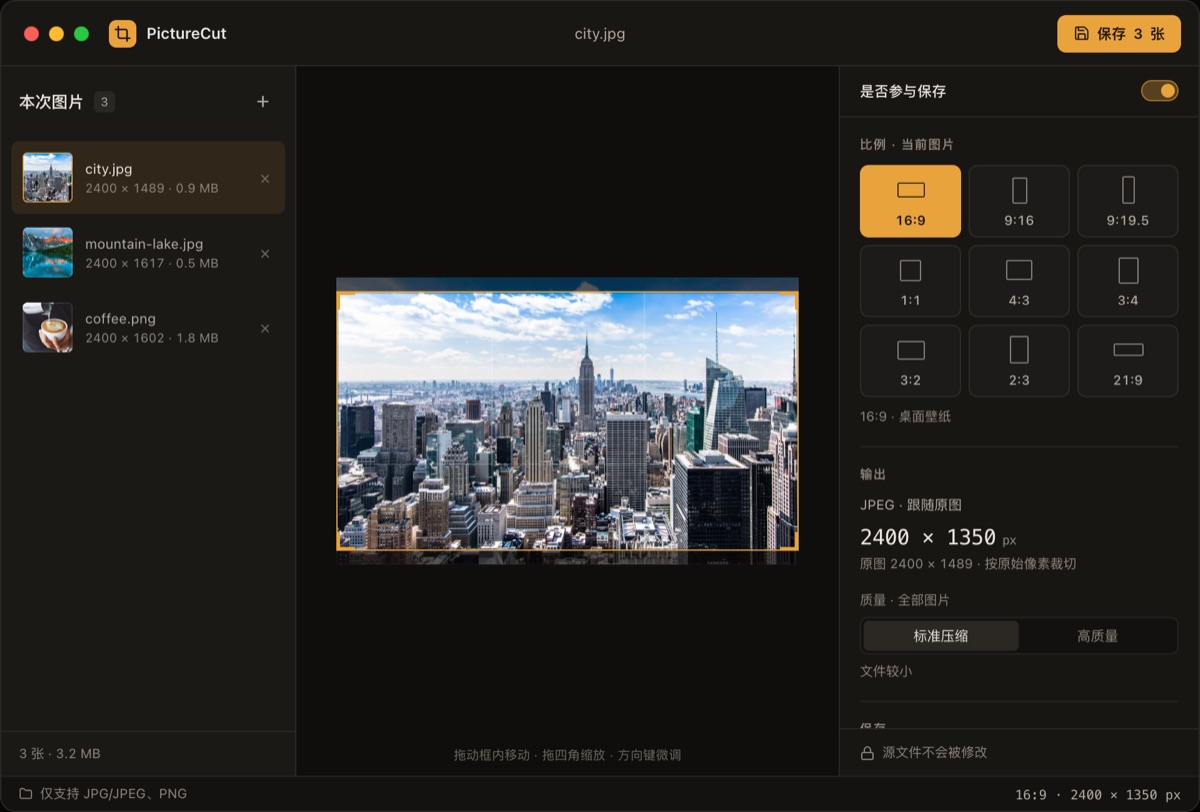 PictureCut
city.jpg
保存 3 张
本次图片 3
city.jpg
2400 × 1489 · 0.9 MB
mountain-lake.jpg
2400 × 1617 · 0.5 MB
coffee.png
2400 × 1602 · 1.8 MB
3 张 · 3.2 MB
拖动框内移动 · 拖四角缩放 · 方向键微调
是否参与保存
比例 · 当前图片
16:9
9:16
9:19.5
1:1
4:3
3:4
3:2
2:3
21:9
16:9 · 桌面壁纸
输出
JPEG · 跟随原图
2400 × 1350 px
原图 2400 × 1489 · 按原始像素裁切
质量 · 全部图片
标准压缩
高质量
文件较小
保存
源文件不会被修改
仅支持 JPG/JPEG、PNG
16:9 · 2400 × 1350 px